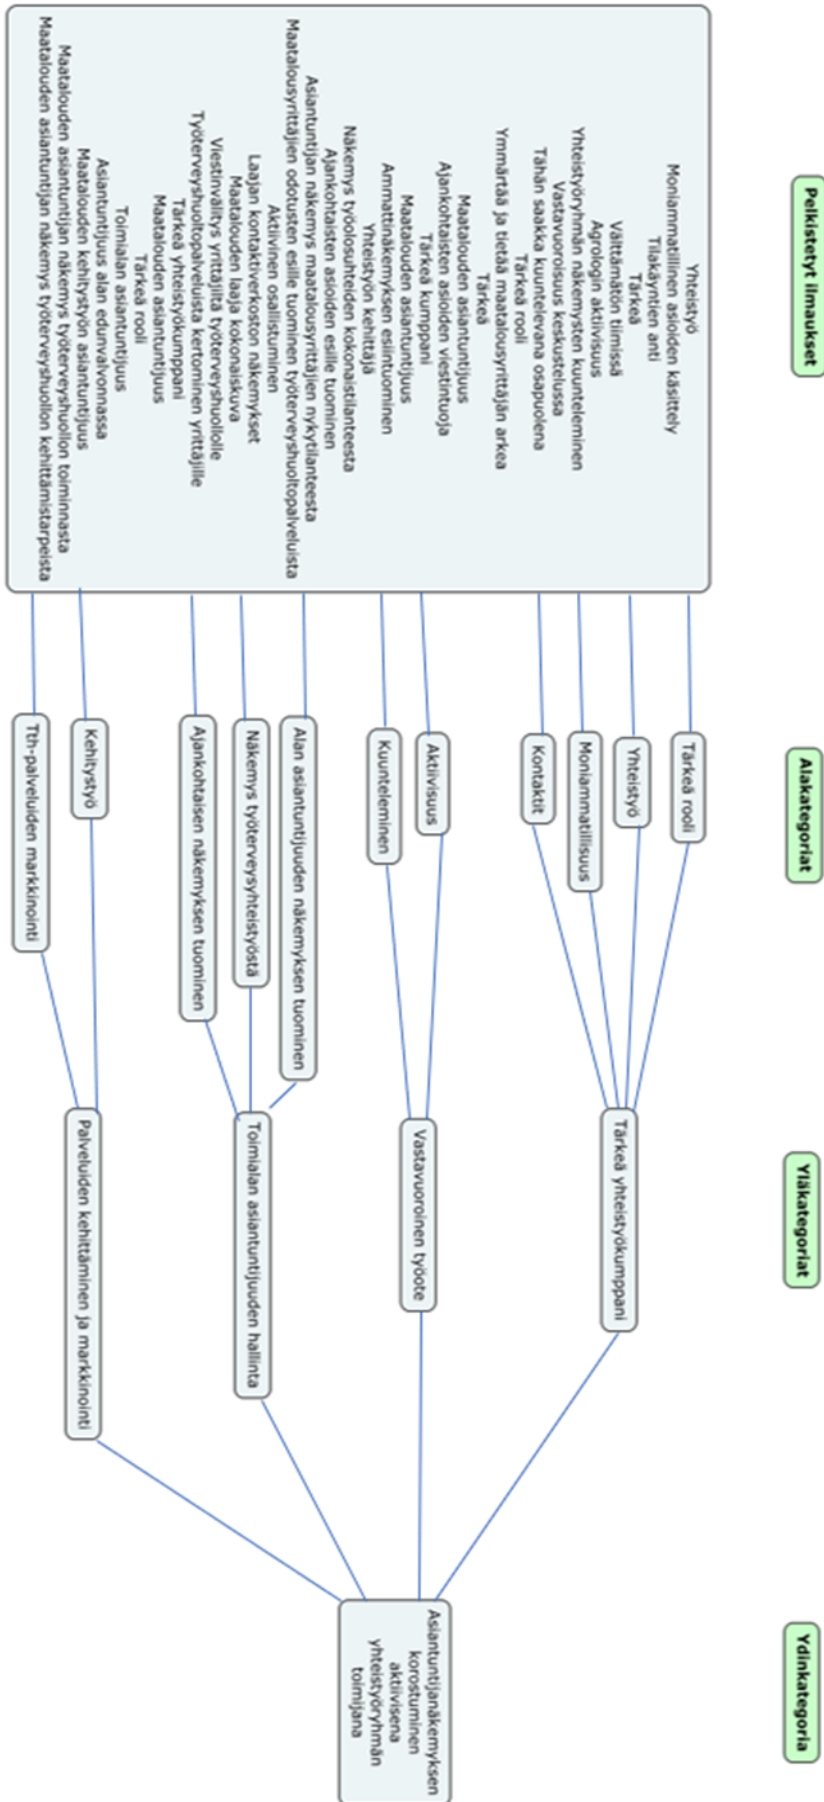 Pelkistetyt ilmaukset
Alakategoriat
Yläkategoriat
Ydinkategoria
Yhteistyö
Moniammatillinen asioiden käsittely
Tilakäyntien anti
Tärkeä
Välttämätön tiimissä
Agrologin aktiivisuus
Yhteistyöryhmän näkemysten kuunteleminen
Vastavuoroisuus keskustelussa
Tähän saakka kuuntelevana osapuolena
Tärkeä rooli
Ymmärtää ja tietää maatalousyrittäjän arkea
Tärkeä
Maatalouden asiantuntijuus
Ajankohtaisten asioiden viestintuoja
Tärkeä kumppani
Maatalouden asiantuntijuus
Ammattinäkemyksen esiintuominen
Yhteistyön kehittäjä
Näkemys työolosuhteiden kokonaistilanteesta
Ajankohtaisten asioiden esille tuominen
Asiantuntijan näkemys maatalousyrittäjien nykytilanteesta
Maatalousyrittäjien odotusten esille tuominen työterveyshuoltopalveluista
Aktiivinen osallistuminen
Laajan kontaktiverkoston näkemykset
Maatalouden laaja kokonaiskuva
Viestinvälitys yrittäjiltä työterveyshuollolle
Työterveyshuoltopalveluista kertominen yrittäjille
Tärkeä yhteistyökumppani
Maatalouden asiantuntijuus
Tärkeä rooli
Toimialan asiantuntijuus
Asiantuntijuus alan edunvalvonnassa
Maatalouden kehitystyön asiantuntijuus
Maatalouden asiantuntijan näkemys työterveyshuollon toiminnasta
Maatalouden asiantuntijan näkemys työterveyshuollon kehittämistarpeista
Tärkeä rooli
Yhteistyö
Moniammatillisuus
Kontaktit
Aktiivisuus
Kuunteleminen
Alan asiantuntijuuden näkemyksen tuominen
Näkemys työterveysyhteistyöstä
Ajankohtaisen näkemyksen tuominen
Kehitystyö
Tth-palveluiden markkinointi
Tärkeä yhteistyökumppani
Vastavuoroinen työote
Toimialan asiantuntijuuden hallinta
Palveluiden kehittäminen ja markkinointi
Asiantuntijanäkemyksen
korostuminen
aktiivisena
yhteistyöryhmän
toimijana